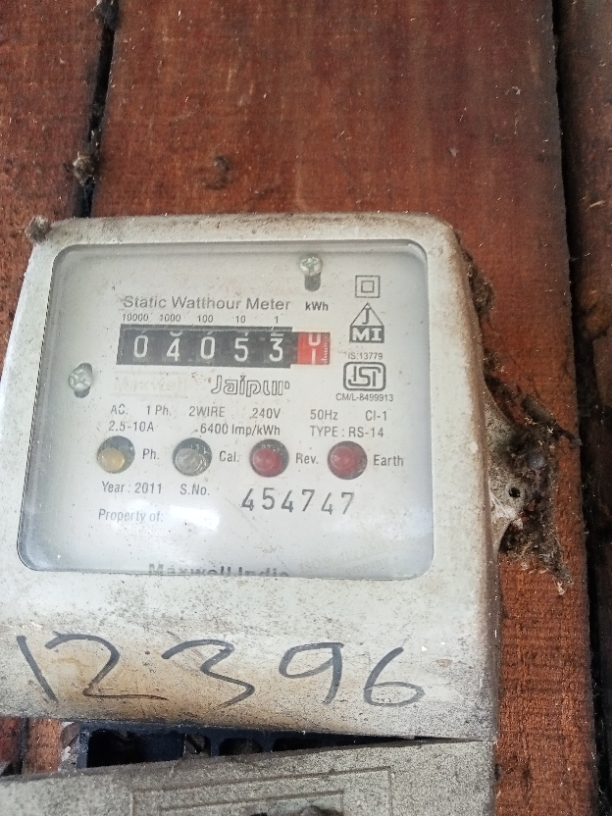 Static Watthour Meter kWh
10000 1000 100 10 1
0 4 0 5 3
J
MI
IS:13779
ISI
CM/L-8499913
Jaipur
AC. 1 Ph. 2WIRE 240V 50Hz Cl-1
2.5-10A 6400 Imp/kWh TYPE : RS-14
Ph. Cal. Rev. Earth
Year : 2011 S.No. 454747
Property of:
Maxwell India
12396